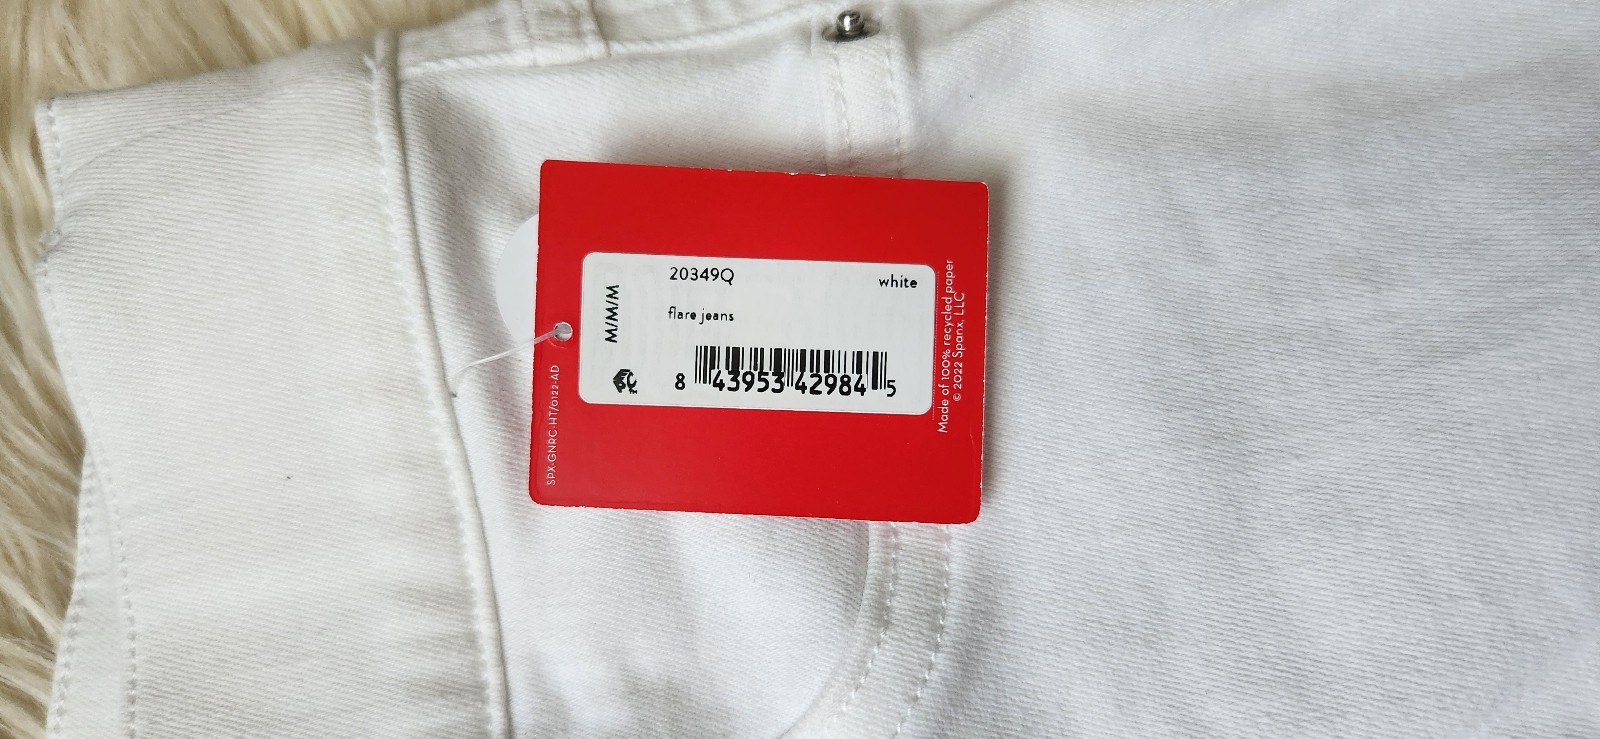 20349Q white
flare jeans
M/M/M
8 43953 42984 5
SPX-GNRC-HT/0122-AD
Made of 100% recycled paper
© 2022 Spanx, LLC